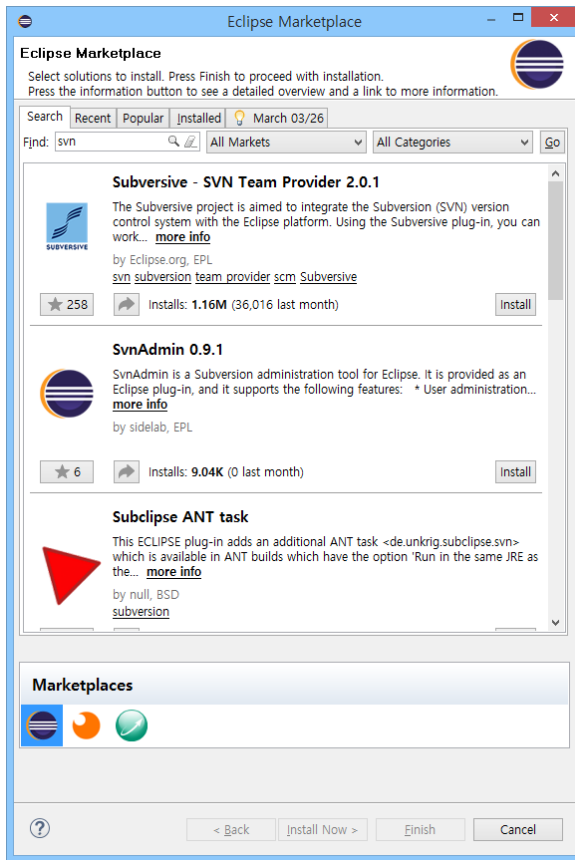 Eclipse Marketplace
Eclipse Marketplace
Select solutions to install. Press Finish to proceed with installation.
Press the information button to see a detailed overview and a link to more information.
Search Recent Popular Installed March 03/26
Find: svn All Markets All Categories Go
Subversive - SVN Team Provider 2.0.1
The Subversive project is aimed to integrate the Subversion (SVN) version
control system with the Eclipse platform. Using the Subversive plug-in, you can
work... more info
SUBVERSIVE
by Eclipse.org, EPL
svn subversion team provider scm Subversive
258 Installs: 1.16M (36,016 last month) Install
SvnAdmin 0.9.1
SvnAdmin is a Subversion administration tool for Eclipse. It is provided as an
Eclipse plug-in, and it supports the following features: * User administration...
more info
by sidelab, EPL
6 Installs: 9.04K (0 last month) Install
Subclipse ANT task
This ECLIPSE plug-in adds an additional ANT task <de.unkrig.subclipse.svn>
which is available in ANT builds which have the option 'Run in the same JRE as
the... more info
by null, BSD
subversion
Marketplaces
? < Back Install Now > Finish Cancel